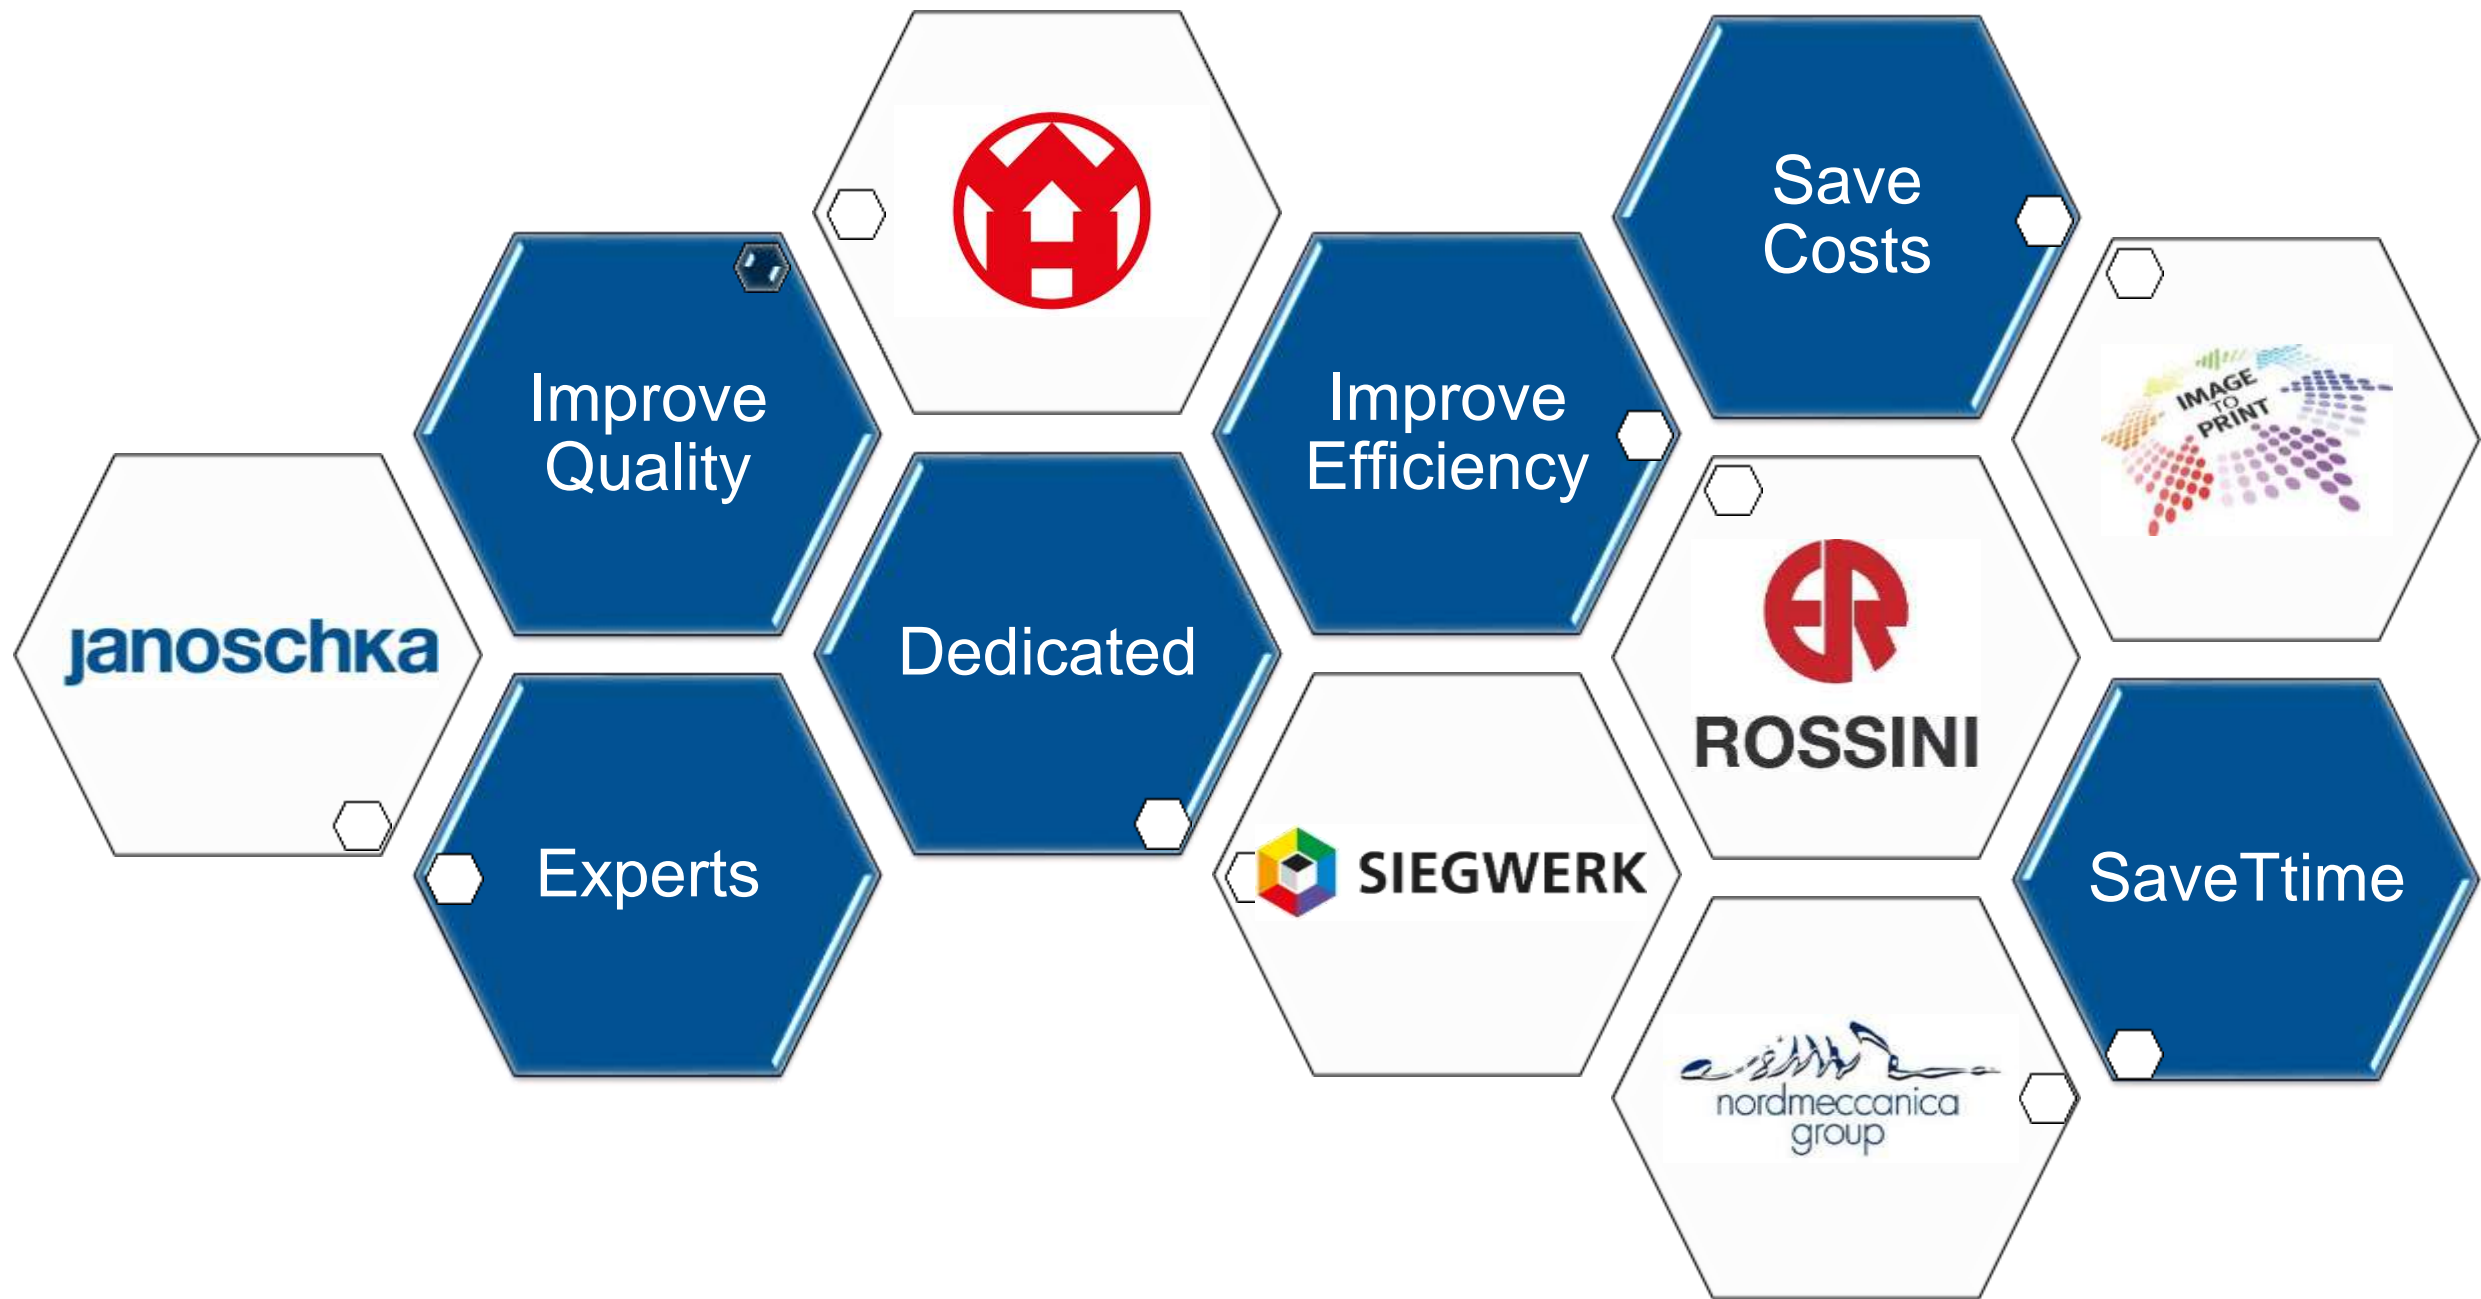 Save
Costs
Improve
Quality
Improve
Efficiency
IMAGE
TO
PRINT
janoschka
Dedicated
ROSSINI
Experts
SIEGWERK
SaveTtime
nordmeccanica
group